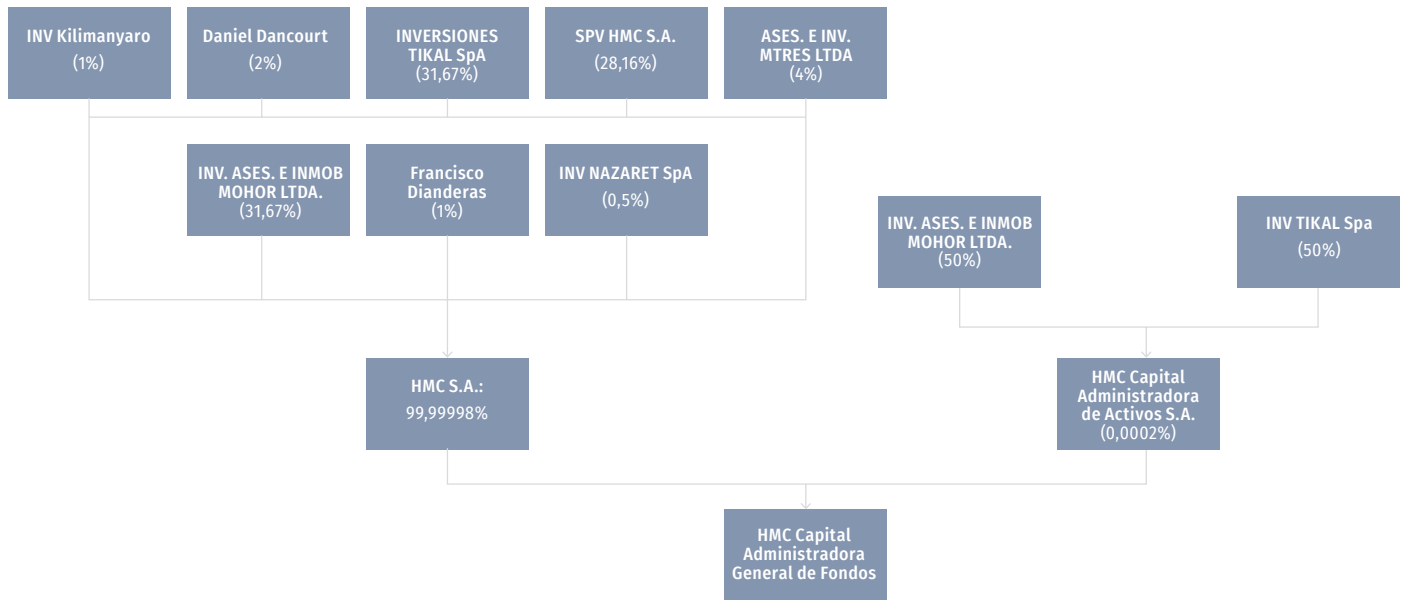 INV Kilimanyaro
(1%)
Daniel Dancourt
(2%)
INVERSIONES
TIKAL SpA
(31,67%)
SPV HMC S.A.
(28,16%)
ASES. E INV.
MTRES LTDA
(4%)
INV. ASES. E INMOB
MOHOR LTDA.
(31,67%)
Francisco
Dianderas
(1%)
INV NAZARET SpA
(0,5%)
INV. ASES. E INMOB
MOHOR LTDA.
(50%)
INV TIKAL Spa
(50%)
HMC S.A.:
99,99998%
HMC Capital
Administradora
de Activos S.A.
(0,0002%)
HMC Capital
Administradora
General de Fondos